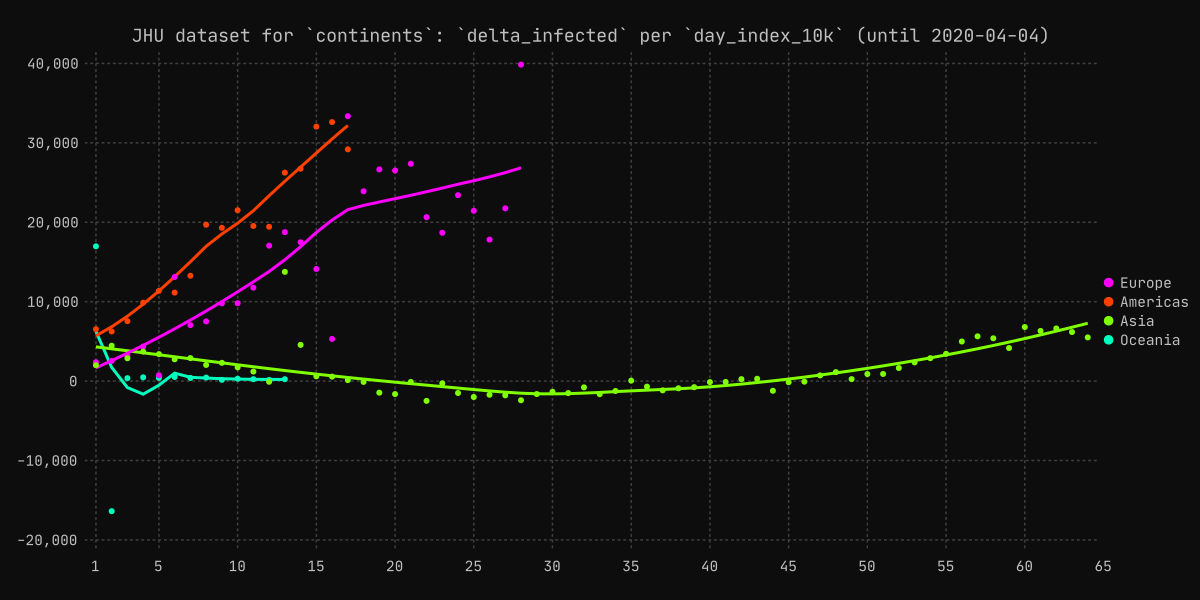 JHU dataset for `continents`: `delta_infected` per `day_index_10k` (until 2020-04-04)
40,000
30,000
20,000
10,000
0
-10,000
-20,000
1 5 10 15 20 25 30 35 40 45 50 55 60 65
Europe
Americas
Asia
Oceania